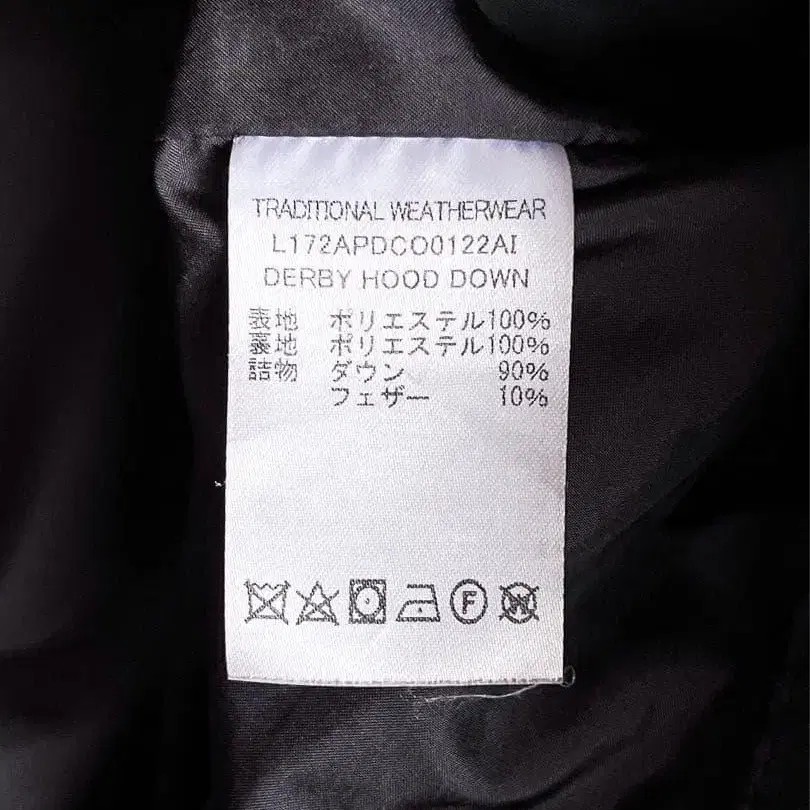 TRADITIONAL WEATHERWEAR
L172APDCO0122AI
DERBY HOOD DOWN
表地 ポリエステル100%
裏地 ポリエステル100%
詰物 ダウン 90%
フェザー 10%
F W